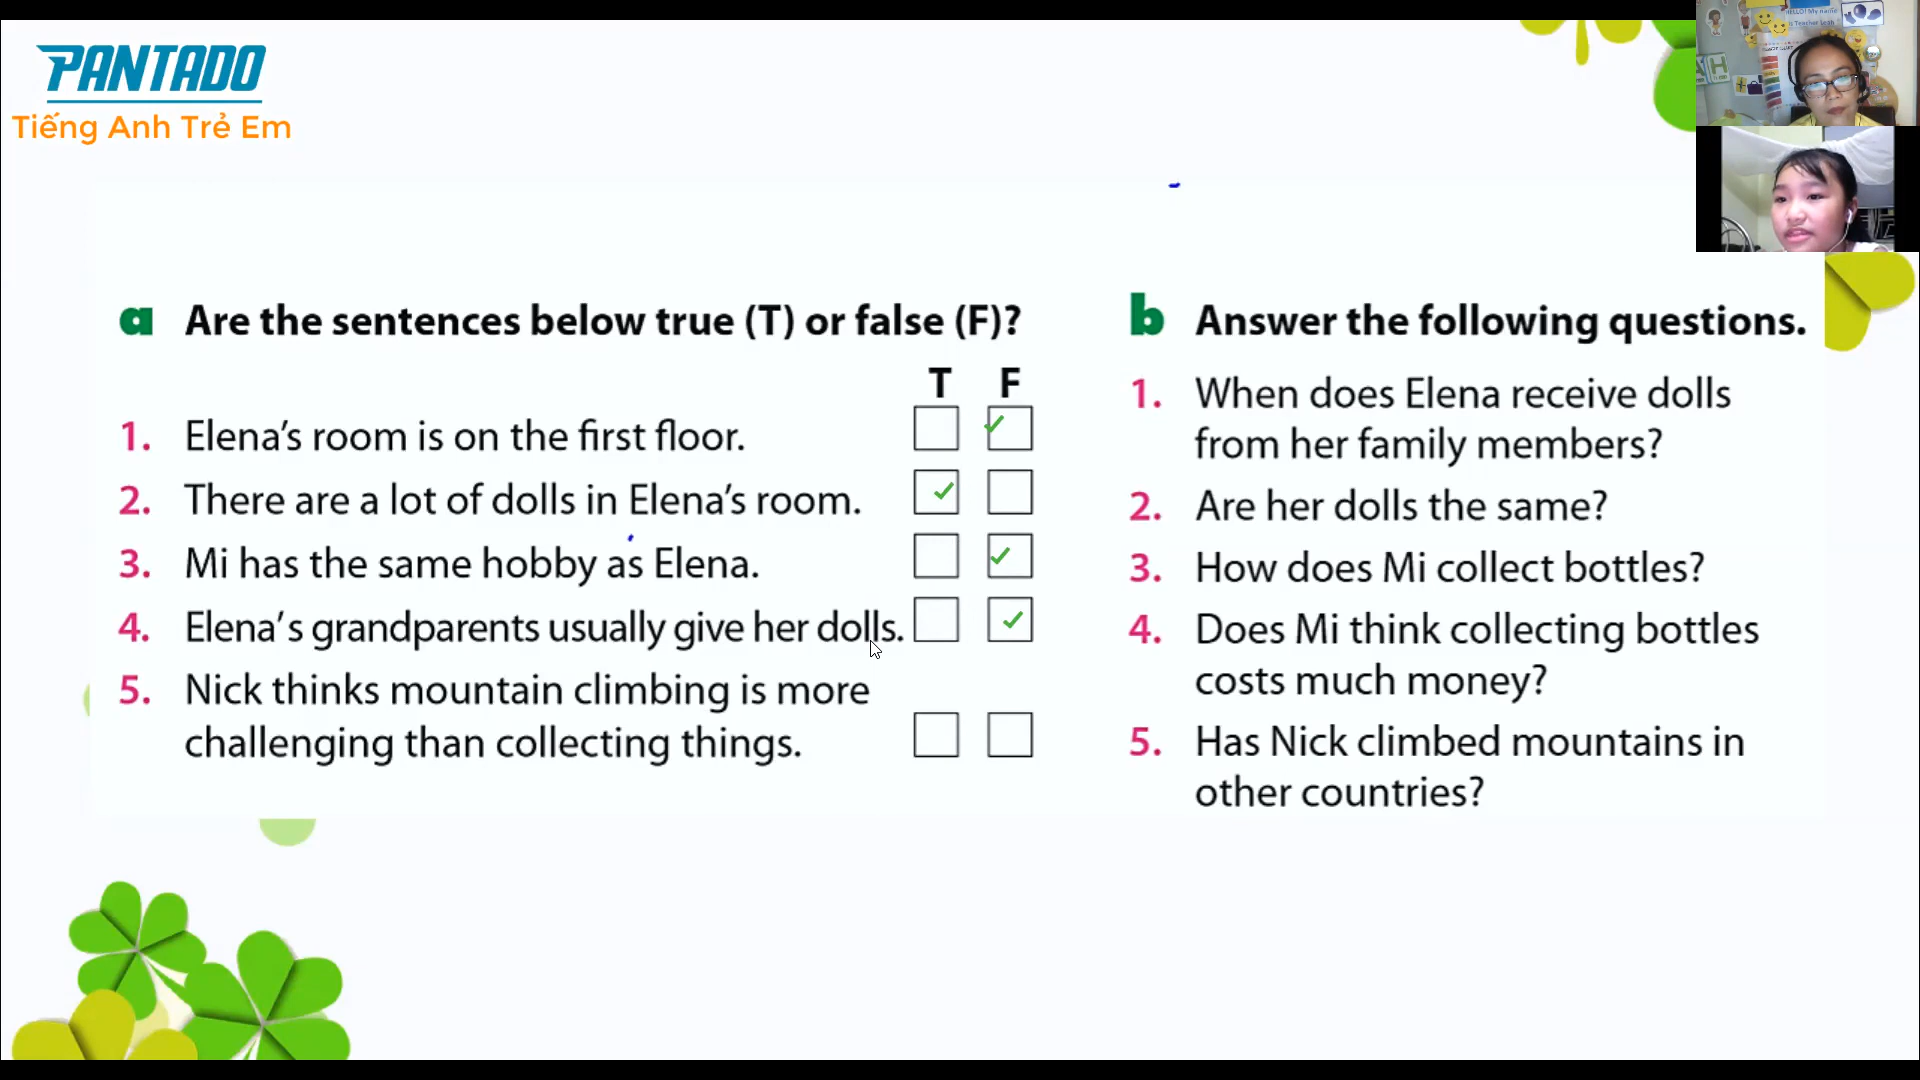 PANTADO
Tiếng Anh Trẻ Em
a Are the sentences below true (T) or false (F)?
T F
1. Elena's room is on the first floor.
2. There are a lot of dolls in Elena's room.
3. Mi has the same hobby as Elena.
4. Elena's grandparents usually give her dolls.
5. Nick thinks mountain climbing is more
challenging than collecting things.
b Answer the following questions.
1. When does Elena receive dolls
from her family members?
2. Are her dolls the same?
3. How does Mi collect bottles?
4. Does Mi think collecting bottles
costs much money?
5. Has Nick climbed mountains in
other countries?
HELLO! My name
Teacher Leah